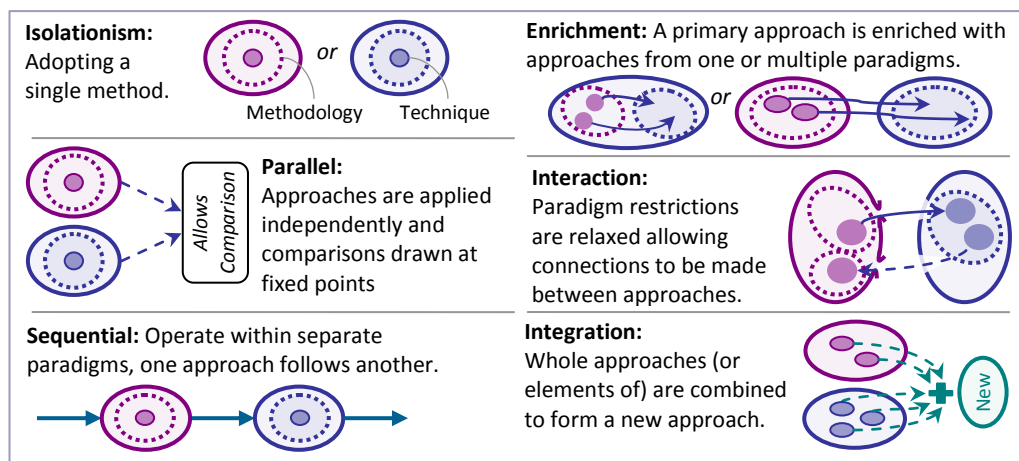 Isolationism:
Adopting a
single method.
or
Methodology
Technique
Parallel:
Approaches are applied
independently and
comparisons drawn at
fixed points
Allows
Comparison
Sequential: Operate within separate
paradigms, one approach follows another.
Enrichment: A primary approach is enriched with
approaches from one or multiple paradigms.
or
Interaction:
Paradigm restrictions
are relaxed allowing
connections to be made
between approaches.
Integration:
Whole approaches (or
elements of) are combined
to form a new approach.
New